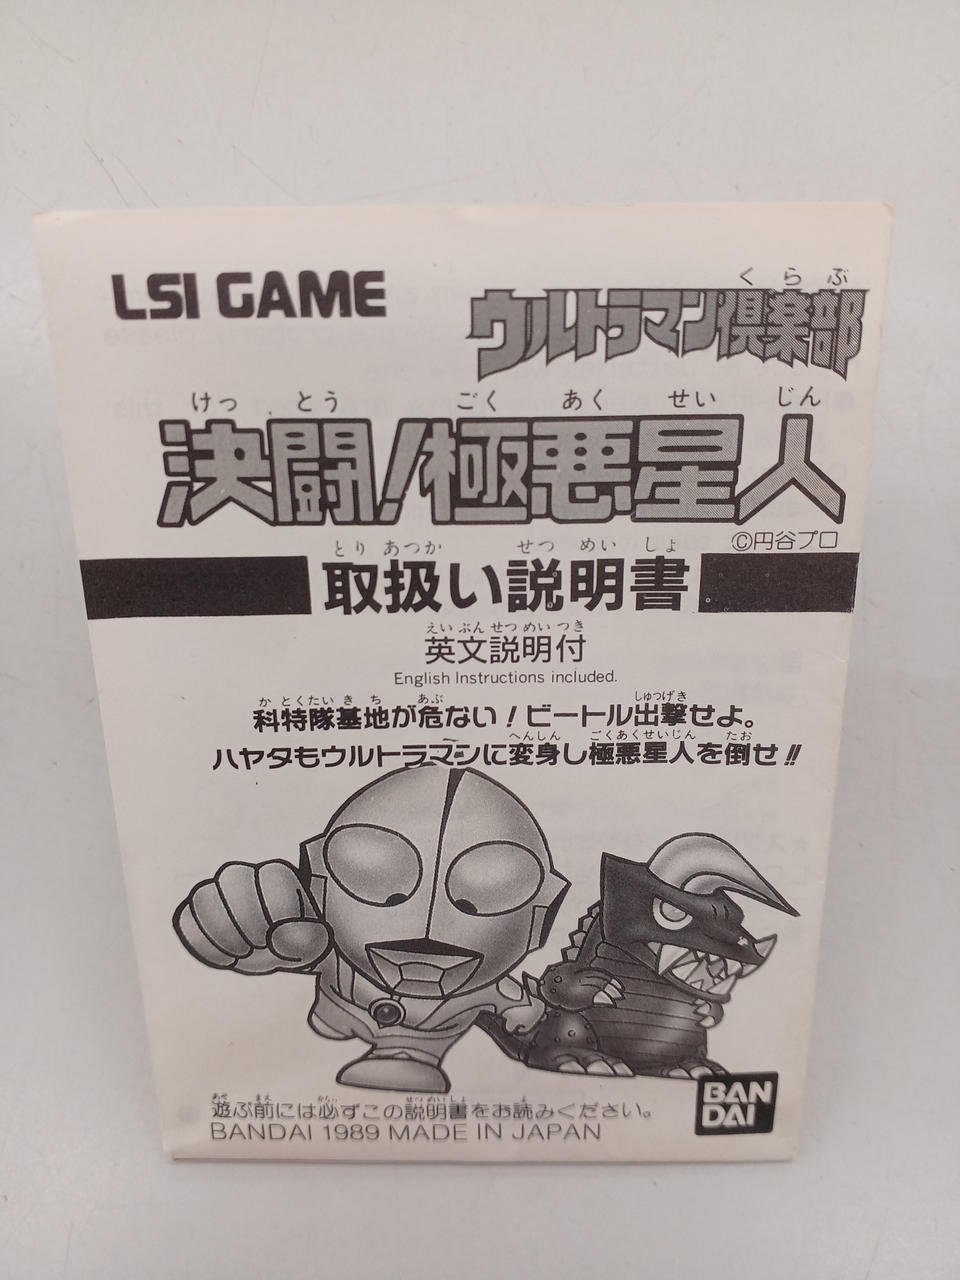 LSI GAME
くらぶ
ウルトラマン倶楽部
けっ とう ごく あく せい じん
決闘!極悪星人
©円谷プロ
とり あつか せつ めい しょ
取扱い説明書
えい ぶん せつ めい つき
英文説明付
English Instructions included.
か とくたい き ち あぶ しゅつげき
科特隊基地が危ない!ビートル出撃せよ。
へんしん ごくあくせいじん たお
ハヤタもウルトラマンに変身し極悪星人を倒せ!!
あそ まえ かなら せつ めい しょ よ
遊ぶ前には必ずこの説明書をお読みください。
BANDAI 1989 MADE IN JAPAN
BAN
DAI